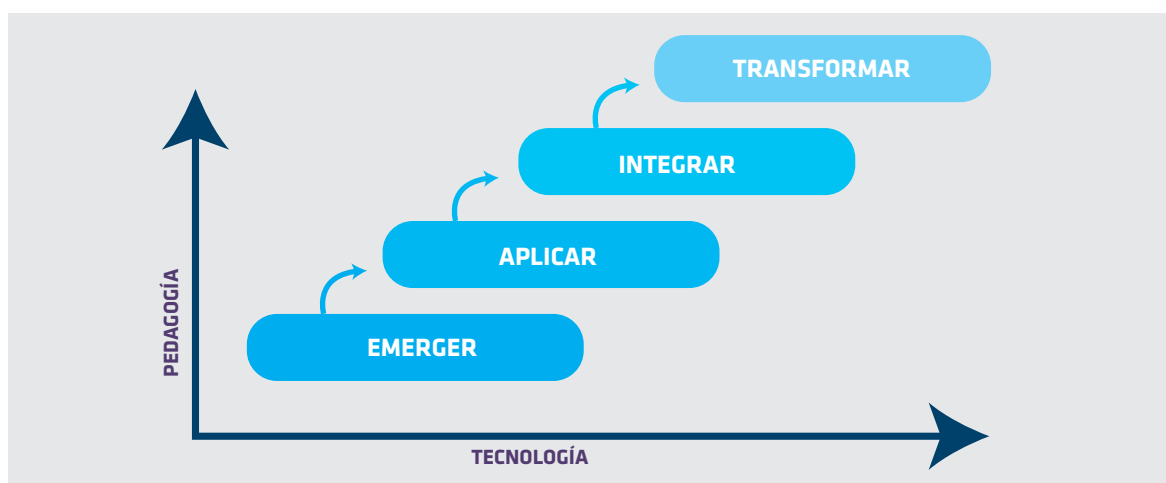 TRANSFORMAR
INTEGRAR
APLICAR
EMERGER
PEDAGOGÍA
TECNOLOGÍA